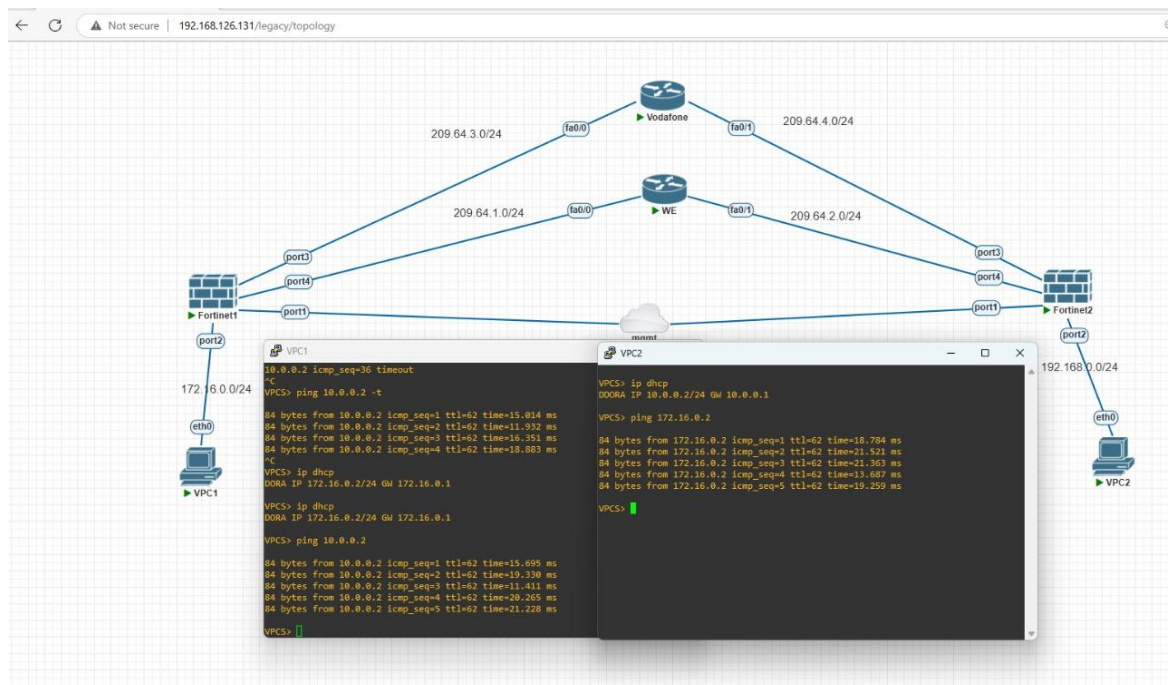 Not secure | 192.168.126.131/legacy/topology
Vodafone
fa0/0
fa0/1
209.64.3.0/24
209.64.4.0/24
WE
fa0/0
fa0/1
209.64.1.0/24
209.64.2.0/24
port3
port4
port1
Fortinet1
port2
172.16.0.0/24
eth0
VPC1
port3
port4
port1
Fortinet2
port2
192.168.0.0/24
eth0
VPC2
mgmt
VPC1
10.0.0.2 icmp_seq=36 timeout
^C
VPCS> ping 10.0.0.2 -t
84 bytes from 10.0.0.2 icmp_seq=1 ttl=62 time=15.014 ms
84 bytes from 10.0.0.2 icmp_seq=2 ttl=62 time=11.932 ms
84 bytes from 10.0.0.2 icmp_seq=3 ttl=62 time=16.351 ms
84 bytes from 10.0.0.2 icmp_seq=4 ttl=62 time=18.883 ms
^C
VPCS> ip dhcp
DORA IP 172.16.0.2/24 GW 172.16.0.1
VPCS> ip dhcp
DORA IP 172.16.0.2/24 GW 172.16.0.1
VPCS> ping 10.0.0.2
84 bytes from 10.0.0.2 icmp_seq=1 ttl=62 time=15.695 ms
84 bytes from 10.0.0.2 icmp_seq=2 ttl=62 time=19.330 ms
84 bytes from 10.0.0.2 icmp_seq=3 ttl=62 time=11.411 ms
84 bytes from 10.0.0.2 icmp_seq=4 ttl=62 time=20.265 ms
84 bytes from 10.0.0.2 icmp_seq=5 ttl=62 time=21.228 ms
VPCS>
VPC2
VPCS> ip dhcp
DDORA IP 10.0.0.2/24 GW 10.0.0.1
VPCS> ping 172.16.0.2
84 bytes from 172.16.0.2 icmp_seq=1 ttl=62 time=18.784 ms
84 bytes from 172.16.0.2 icmp_seq=2 ttl=62 time=21.521 ms
84 bytes from 172.16.0.2 icmp_seq=3 ttl=62 time=21.363 ms
84 bytes from 172.16.0.2 icmp_seq=4 ttl=62 time=13.687 ms
84 bytes from 172.16.0.2 icmp_seq=5 ttl=62 time=19.259 ms
VPCS>